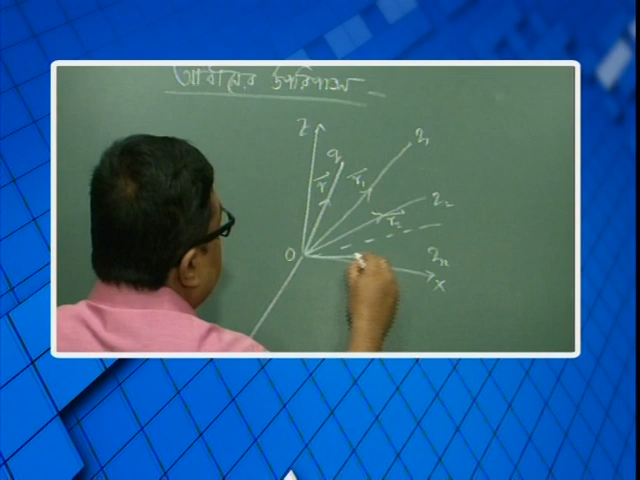 আধানের উপরিপাতন
z
q q₁
r⃗ r⃗₁
q₂
r⃗₂
O qₙ
x